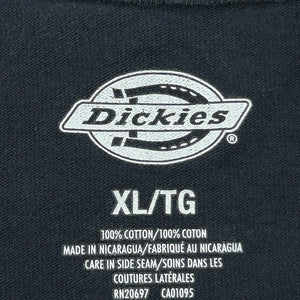 Dickies®
XL/TG
100% COTTON/100% COTON
MADE IN NICARAGUA/FABRIQUÉ AU NICARAGUA
CARE IN SIDE SEAM/SOINS EN LES
COUTURES LATÉRALES
RN20697 CA01095